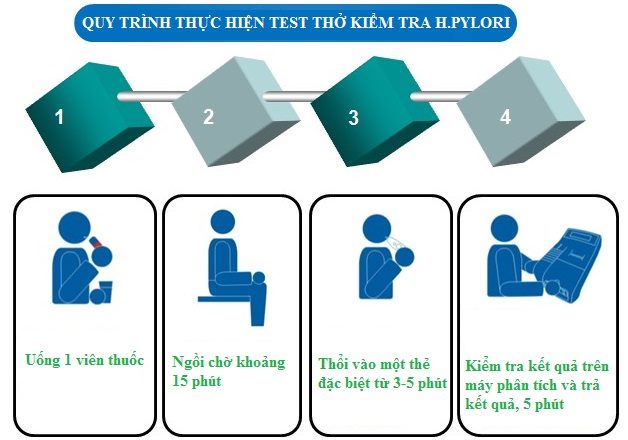 QUY TRÌNH THỰC HIỆN TEST THỞ KIỂM TRA H.PYLORI
1
2
3
4
Uống 1 viên thuốc
Ngồi chờ khoảng
15 phút
Thổi vào một thẻ
đặc biệt từ 3-5 phút
Kiểm tra kết quả trên
máy phân tích và trả
kết quả, 5 phút